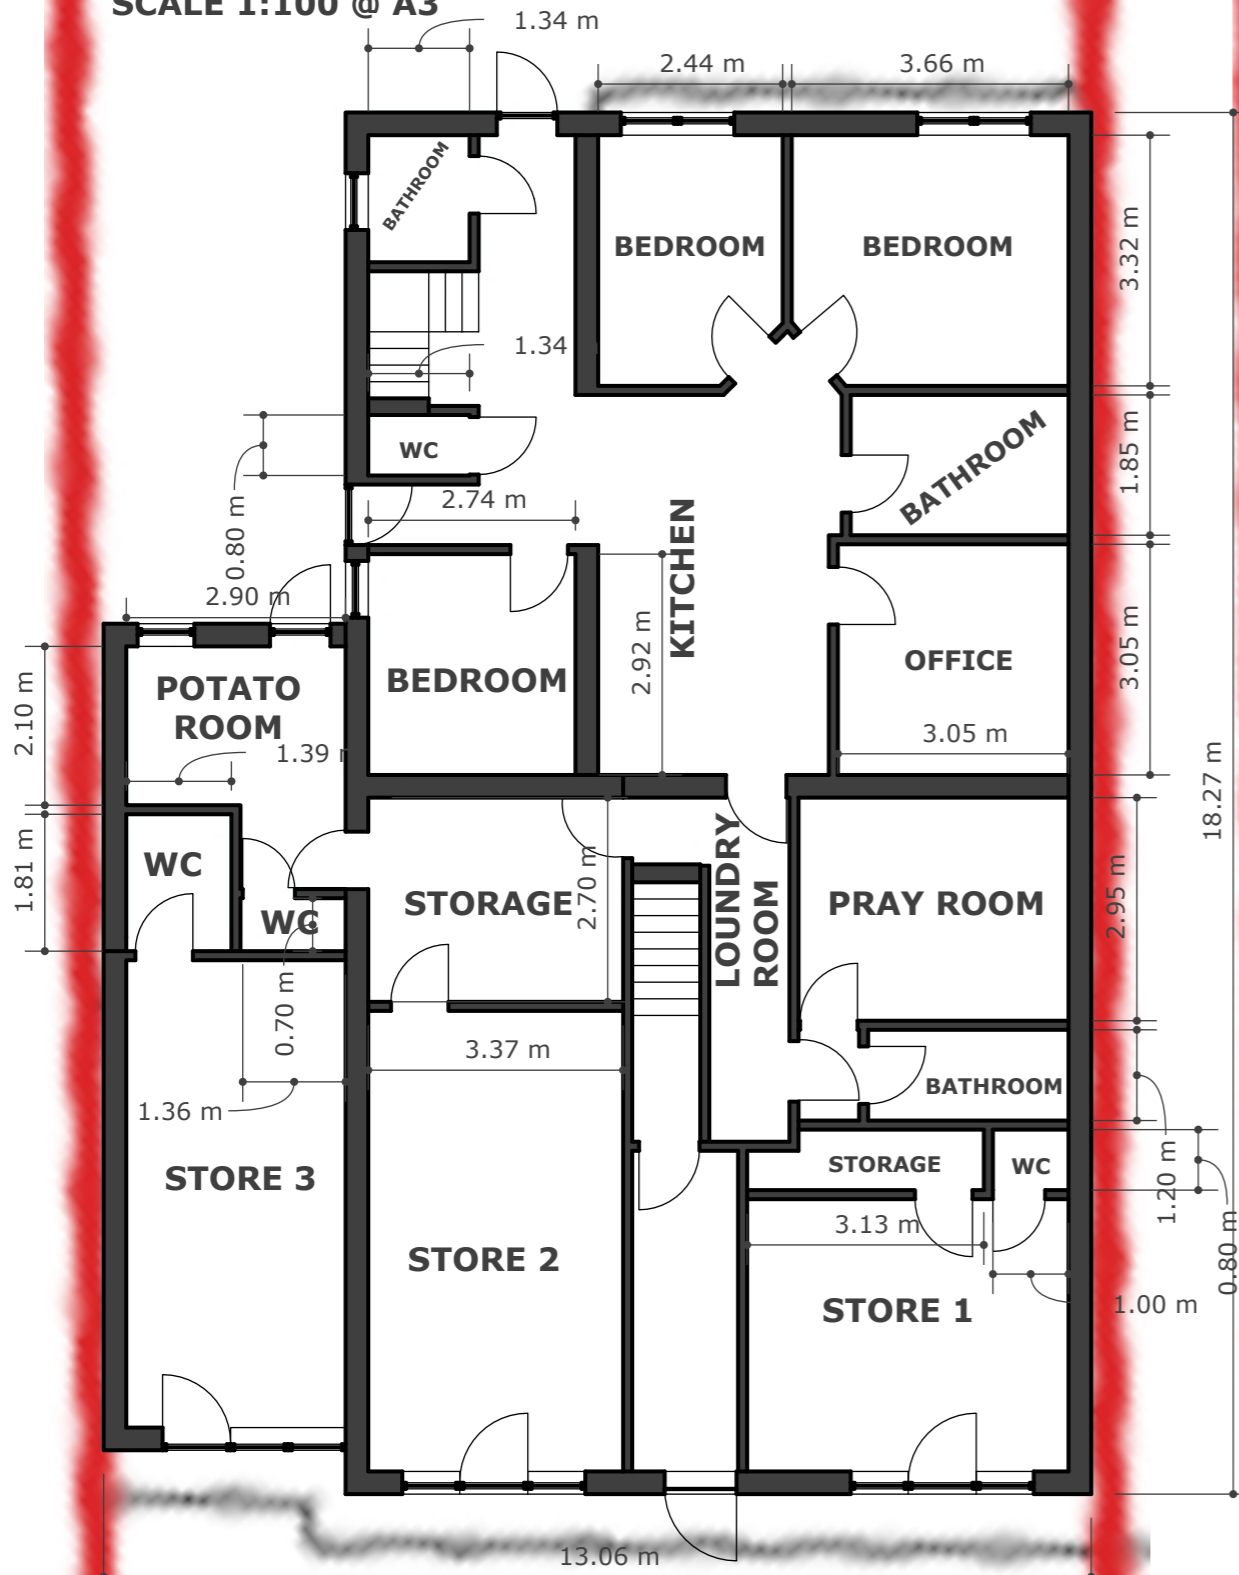 SCALE 1:100 @ A3
1.34 m
2.44 m
3.66 m
BATHROOM
BEDROOM
BEDROOM
3.32 m
1.34
WC
BATHROOM
1.85 m
2.74 m
0.80 m
KITCHEN
2.90 m
2.92 m
BEDROOM
OFFICE
3.05 m
3.05 m
POTATO
ROOM
2.10 m
1.39
18.27 m
WC
1.81 m
WC
STORAGE
2.70 m
LOUNDRY
ROOM
PRAY ROOM
2.95 m
0.70 m
3.37 m
1.36 m
BATHROOM
STORAGE
WC
1.20 m
0.80 m
STORE 3
3.13 m
STORE 2
STORE 1
1.00 m
13.06 m